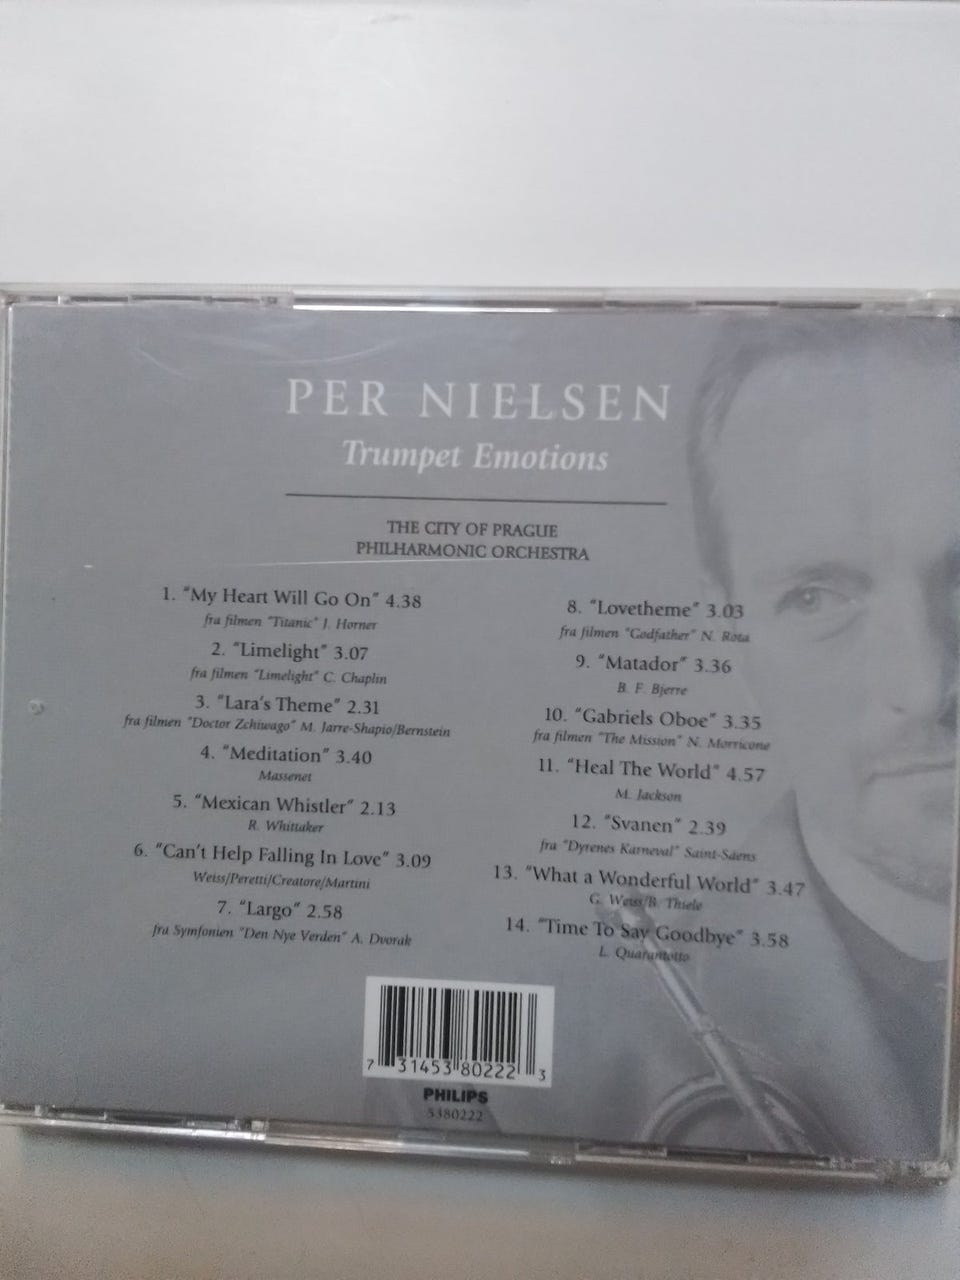 PER NIELSEN
Trumpet Emotions
THE CITY OF PRAGUE
PHILHARMONIC ORCHESTRA
1. "My Heart Will Go On" 4.38
fra filmen "Titanic" J. Horner
2. "Limelight" 3.07
fra filmen "Limelight" C. Chaplin
3. "Lara's Theme" 2.31
fra filmen "Doctor Zchiwago" M. Jarre-Shapio/Bernstein
4. "Meditation" 3.40
Massenet
5. "Mexican Whistler" 2.13
R. Whittaker
6. "Can't Help Falling In Love" 3.09
Weiss/Peretti/Creatore/Martini
7. "Largo" 2.58
fra Symfonien "Den Nye Verden" A. Dvorak
8. "Lovetheme" 3.03
fra filmen "Godfather" N. Rota
9. "Matador" 3.36
B. F. Bjerre
10. "Gabriels Oboe" 3.35
fra filmen "The Mission" N. Morricone
11. "Heal The World" 4.57
M. Jackson
12. "Svanen" 2.39
fra "Dyrenes Karneval" Saint-Saens
13. "What a Wonderful World" 3.47
G. Weiss/B. Thiele
14. "Time To Say Goodbye" 3.58
L. Quarantotto
7 31453 80222 3
PHILIPS
5380222